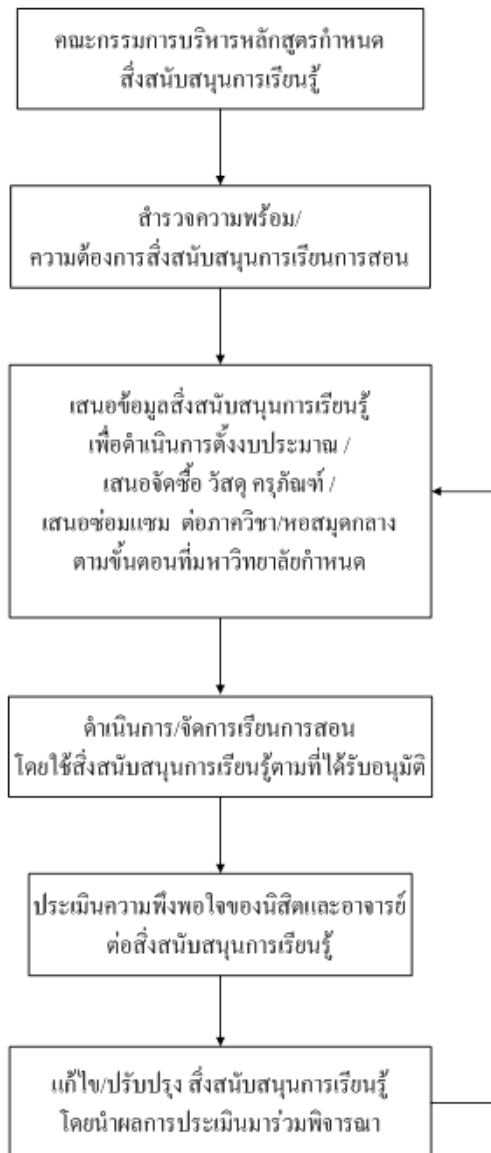 คณะกรรมการบริหารหลักสูตรกำหนด
สิ่งสนับสนุนการเรียนรู้
สำรวจความพร้อม/
ความต้องการสิ่งสนับสนุนการเรียนการสอน
เสนอข้อมูลสิ่งสนับสนุนการเรียนรู้
เพื่อดำเนินการตั้งงบประมาณ /
เสนอจัดซื้อ วัสดุ ครุภัณฑ์ /
เสนอซ่อมแซม ต่อภาควิชา/หอสมุดกลาง
ตามขั้นตอนที่มหาวิทยาลัยกำหนด
ดำเนินการ/จัดการเรียนการสอน
โดยใช้สิ่งสนับสนุนการเรียนรู้ตามที่ได้รับอนุมัติ
ประเมินความพึงพอใจของนิสิตและอาจารย์
ต่อสิ่งสนับสนุนการเรียนรู้
แก้ไข/ปรับปรุง สิ่งสนับสนุนการเรียนรู้
โดยนำผลการประเมินมาร่วมพิจารณา